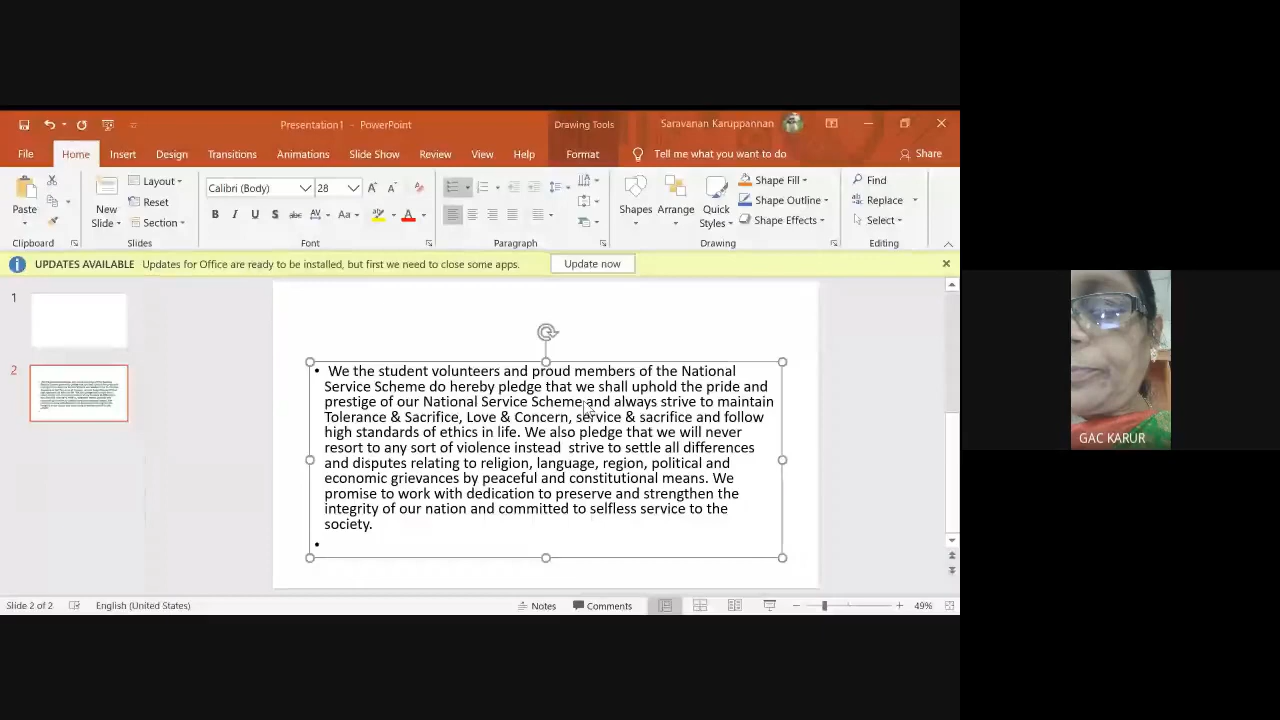 Presentation1 - PowerPoint
Drawing Tools
Saravanan Karuppannan
File Home Insert Design Transitions Animations Slide Show Review View Help Format Tell me what you want to do Share
Paste
Clipboard
New Slide
Layout
Reset
Section
Slides
Calibri (Body) 28
B I U S abc AV Aa A
Font
Paragraph
Shapes
Arrange
Quick Styles
Shape Fill
Shape Outline
Shape Effects
Drawing
Find
Replace
Select
Editing
UPDATES AVAILABLE Updates for Office are ready to be installed, but first we need to close some apps. Update now
1
2
• We the student volunteers and proud members of the National
Service Scheme do hereby pledge that we shall uphold the pride and
prestige of our National Service Scheme and always strive to maintain
Tolerance & Sacrifice, Love & Concern, service & sacrifice and follow
high standards of ethics in life. We also pledge that we will never
resort to any sort of violence instead  strive to settle all differences
and disputes relating to religion, language, region, political and
economic grievances by peaceful and constitutional means. We
promise to work with dedication to preserve and strengthen the
integrity of our nation and committed to selfless service to the
society.
•
GAC KARUR
Slide 2 of 2 English (United States) Notes Comments 49%